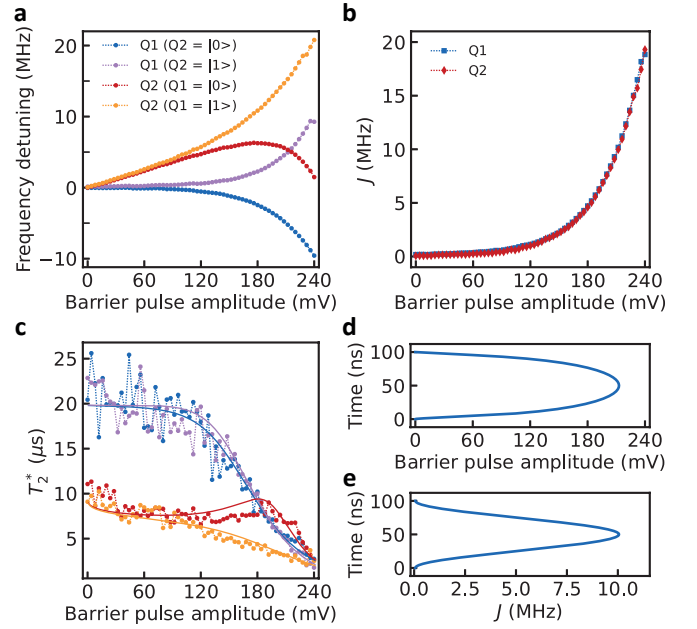 a
Frequency detuning (MHz)
20
10
0
−10
Q1 (Q2 = |0>)
Q1 (Q2 = |1>)
Q2 (Q1 = |0>)
Q2 (Q1 = |1>)
0 60 120 180 240
Barrier pulse amplitude (mV)
b
J (MHz)
20
15
10
5
0
Q1
Q2
0 60 120 180 240
Barrier pulse amplitude (mV)
c
T₂* (μs)
25
20
15
10
5
0 60 120 180 240
Barrier pulse amplitude (mV)
d
Time (ns)
100
50
0
0 60 120 180 240
Barrier pulse amplitude (mV)
e
Time (ns)
100
50
0
0.0 2.5 5.0 7.5 10.0
J (MHz)